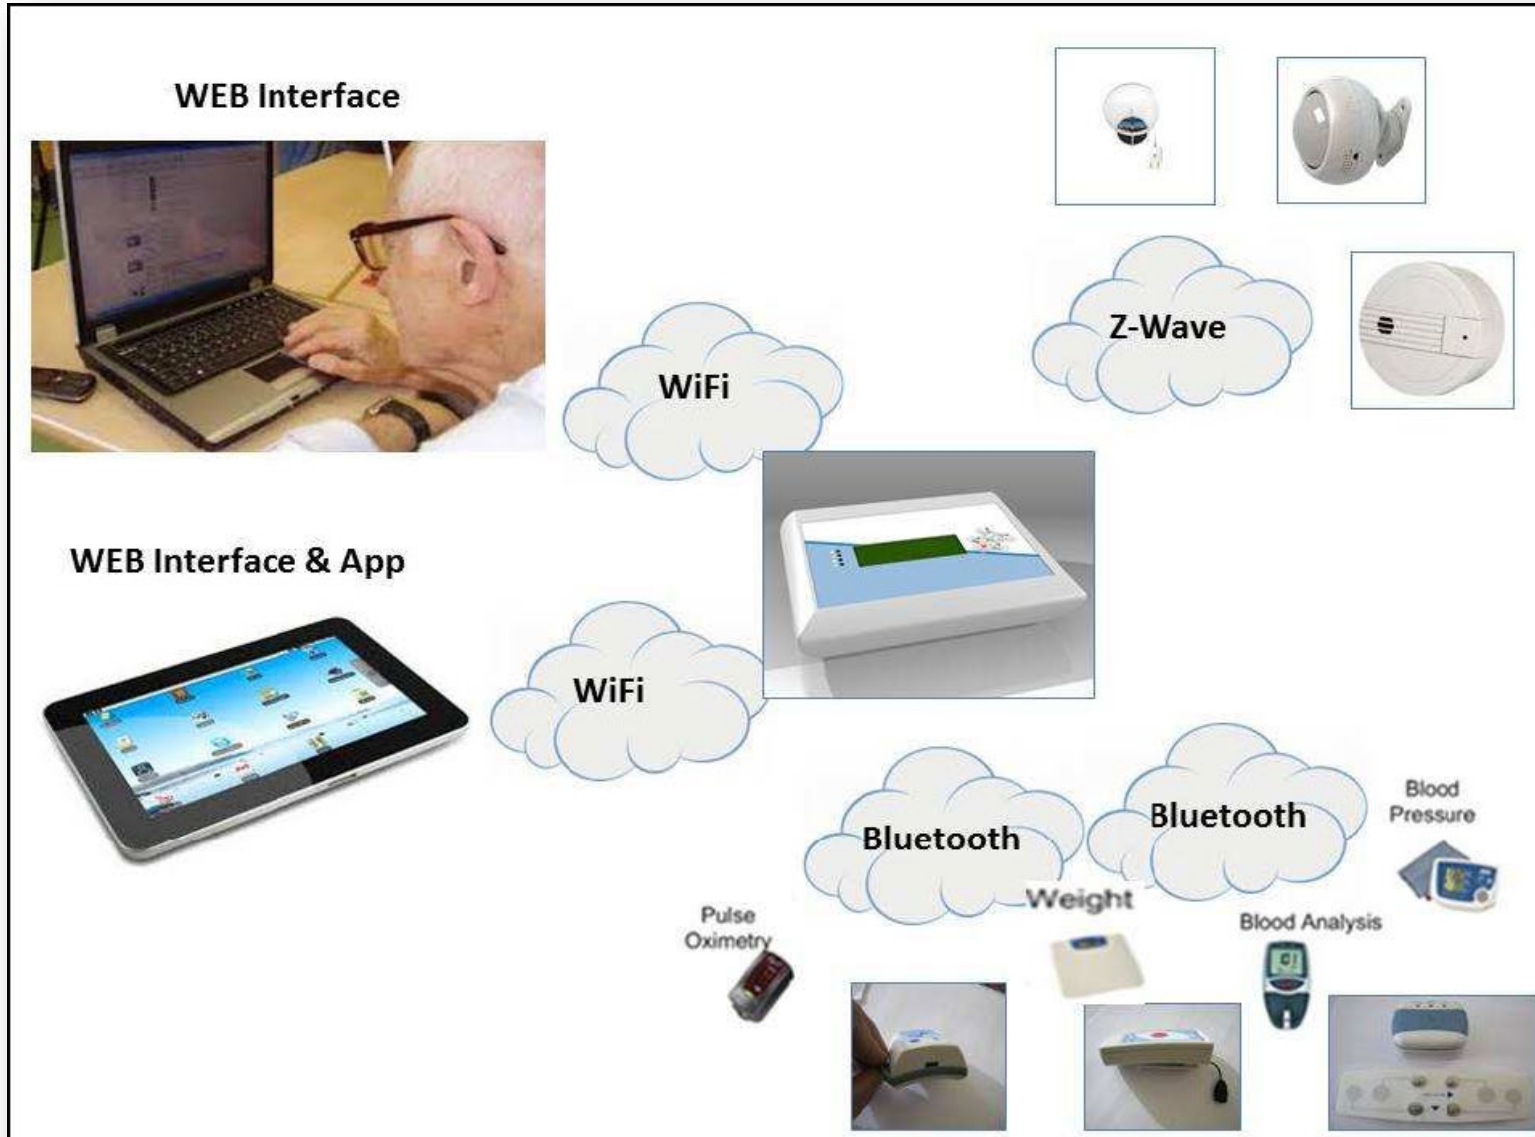 WEB Interface
Z-Wave
WiFi
WEB Interface & App
WiFi
Blood
Pressure
Bluetooth
Bluetooth
Weight
Pulse
Oximetry
Blood Analysis